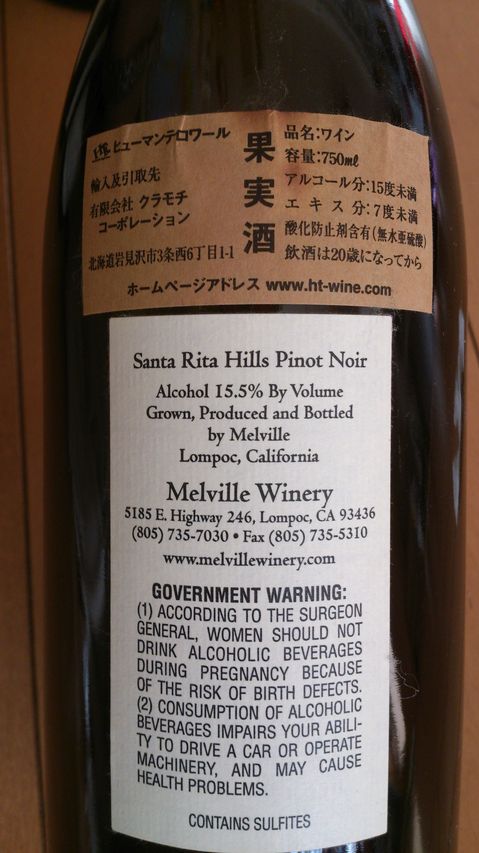 ヒューマンテロワール
輸入及引取先
有限会社 クラモチ
コーポレーション
北海道岩見沢市3条西6丁目1-1
果実酒
品名:ワイン
容量:750㎖
アルコール分:15度未満
エキス分:7度未満
酸化防止剤含有(無水亜硫酸)
飲酒は20歳になってから
ホームページアドレス www.ht-wine.com
Santa Rita Hills Pinot Noir
Alcohol 15.5% By Volume
Grown, Produced and Bottled
by Melville
Lompoc, California
Melville Winery
5185 E. Highway 246, Lompoc, CA 93436
(805) 735-7030 • Fax (805) 735-5310
www.melvillewinery.com
GOVERNMENT WARNING:
(1) ACCORDING TO THE SURGEON
GENERAL, WOMEN SHOULD NOT
DRINK ALCOHOLIC BEVERAGES
DURING PREGNANCY BECAUSE
OF THE RISK OF BIRTH DEFECTS.
(2) CONSUMPTION OF ALCOHOLIC
BEVERAGES IMPAIRS YOUR ABILI-
TY TO DRIVE A CAR OR OPERATE
MACHINERY, AND MAY CAUSE
HEALTH PROBLEMS.
CONTAINS SULFITES